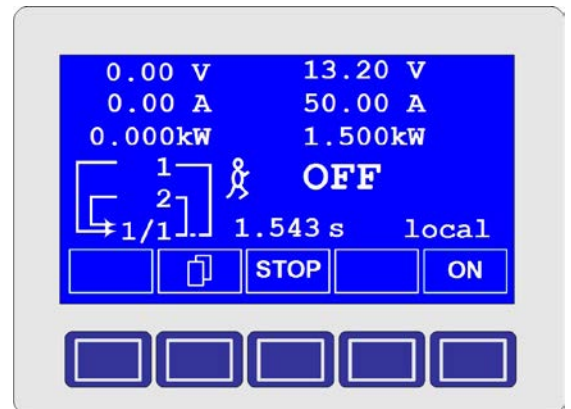 0.00 V 13.20 V
0.00 A 50.00 A
0.000kW 1.500kW
1 OFF
2
1/1 1.543 s local
STOP ON